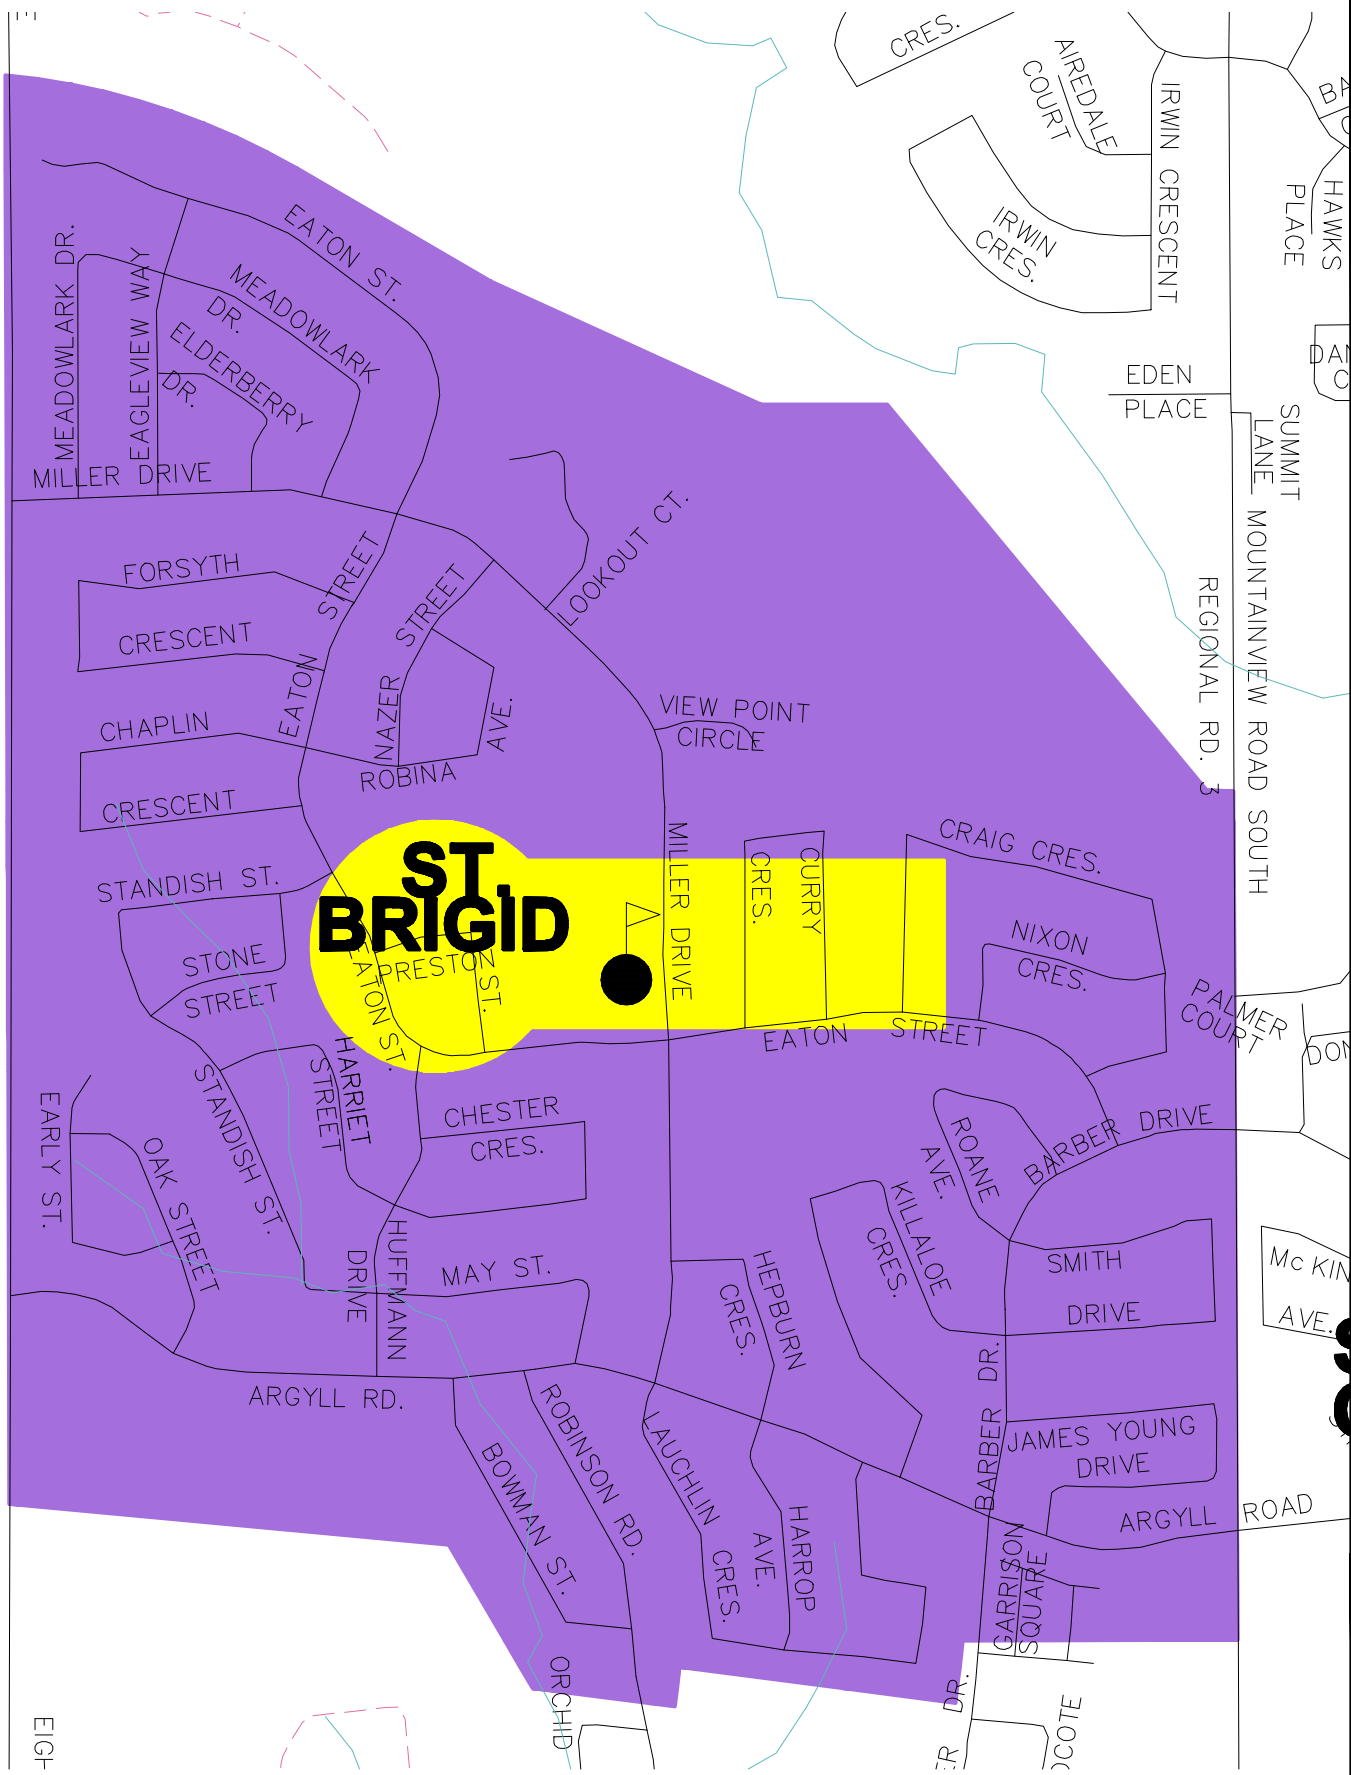 CRES.
AIREDALE
COURT
IRWIN CRESCENT
IRWIN
CRES.
HAWKS
PLACE
EATON ST.
MEADOWLARK DR.
EAGLEVIEW WAY
MEADOWLARK
DR.
ELDERBERRY
DR.
MILLER DRIVE
EDEN
PLACE
SUMMIT
LANE
MOUNTAINVIEW ROAD SOUTH
REGIONAL RD. 3
LOOKOUT CT.
FORSYTH
CRESCENT
EATON STREET
NAZER STREET
ROBINA
AVE.
CHAPLIN
CRESCENT
VIEW POINT
CIRCLE
MILLER DRIVE
CURRY
CRES.
CRAIG CRES.
NIXON
CRES.
ST.
BRIGID
STANDISH ST.
STONE
STREET
PRESTON
ST.
EATON ST.
EATON STREET
PALMER
COURT
HARRIET
STREET
STANDISH ST.
EARLY ST.
OAK STREET
CHESTER
CRES.
BARBER DRIVE
ROANE
AVE.
KILLALOE
CRES.
SMITH
DRIVE
Mc KIN
AVE.
HUFFMANN
DRIVE
MAY ST.
HEPBURN
CRES.
ARGYLL RD.
BARBER DR.
JAMES YOUNG
DRIVE
ARGYLL ROAD
ROBINSON RD.
BOWMAN ST.
LAUCHLIN CRES.
HARROP
AVE.
GARRISON
SQUARE
ORCHID
DR.